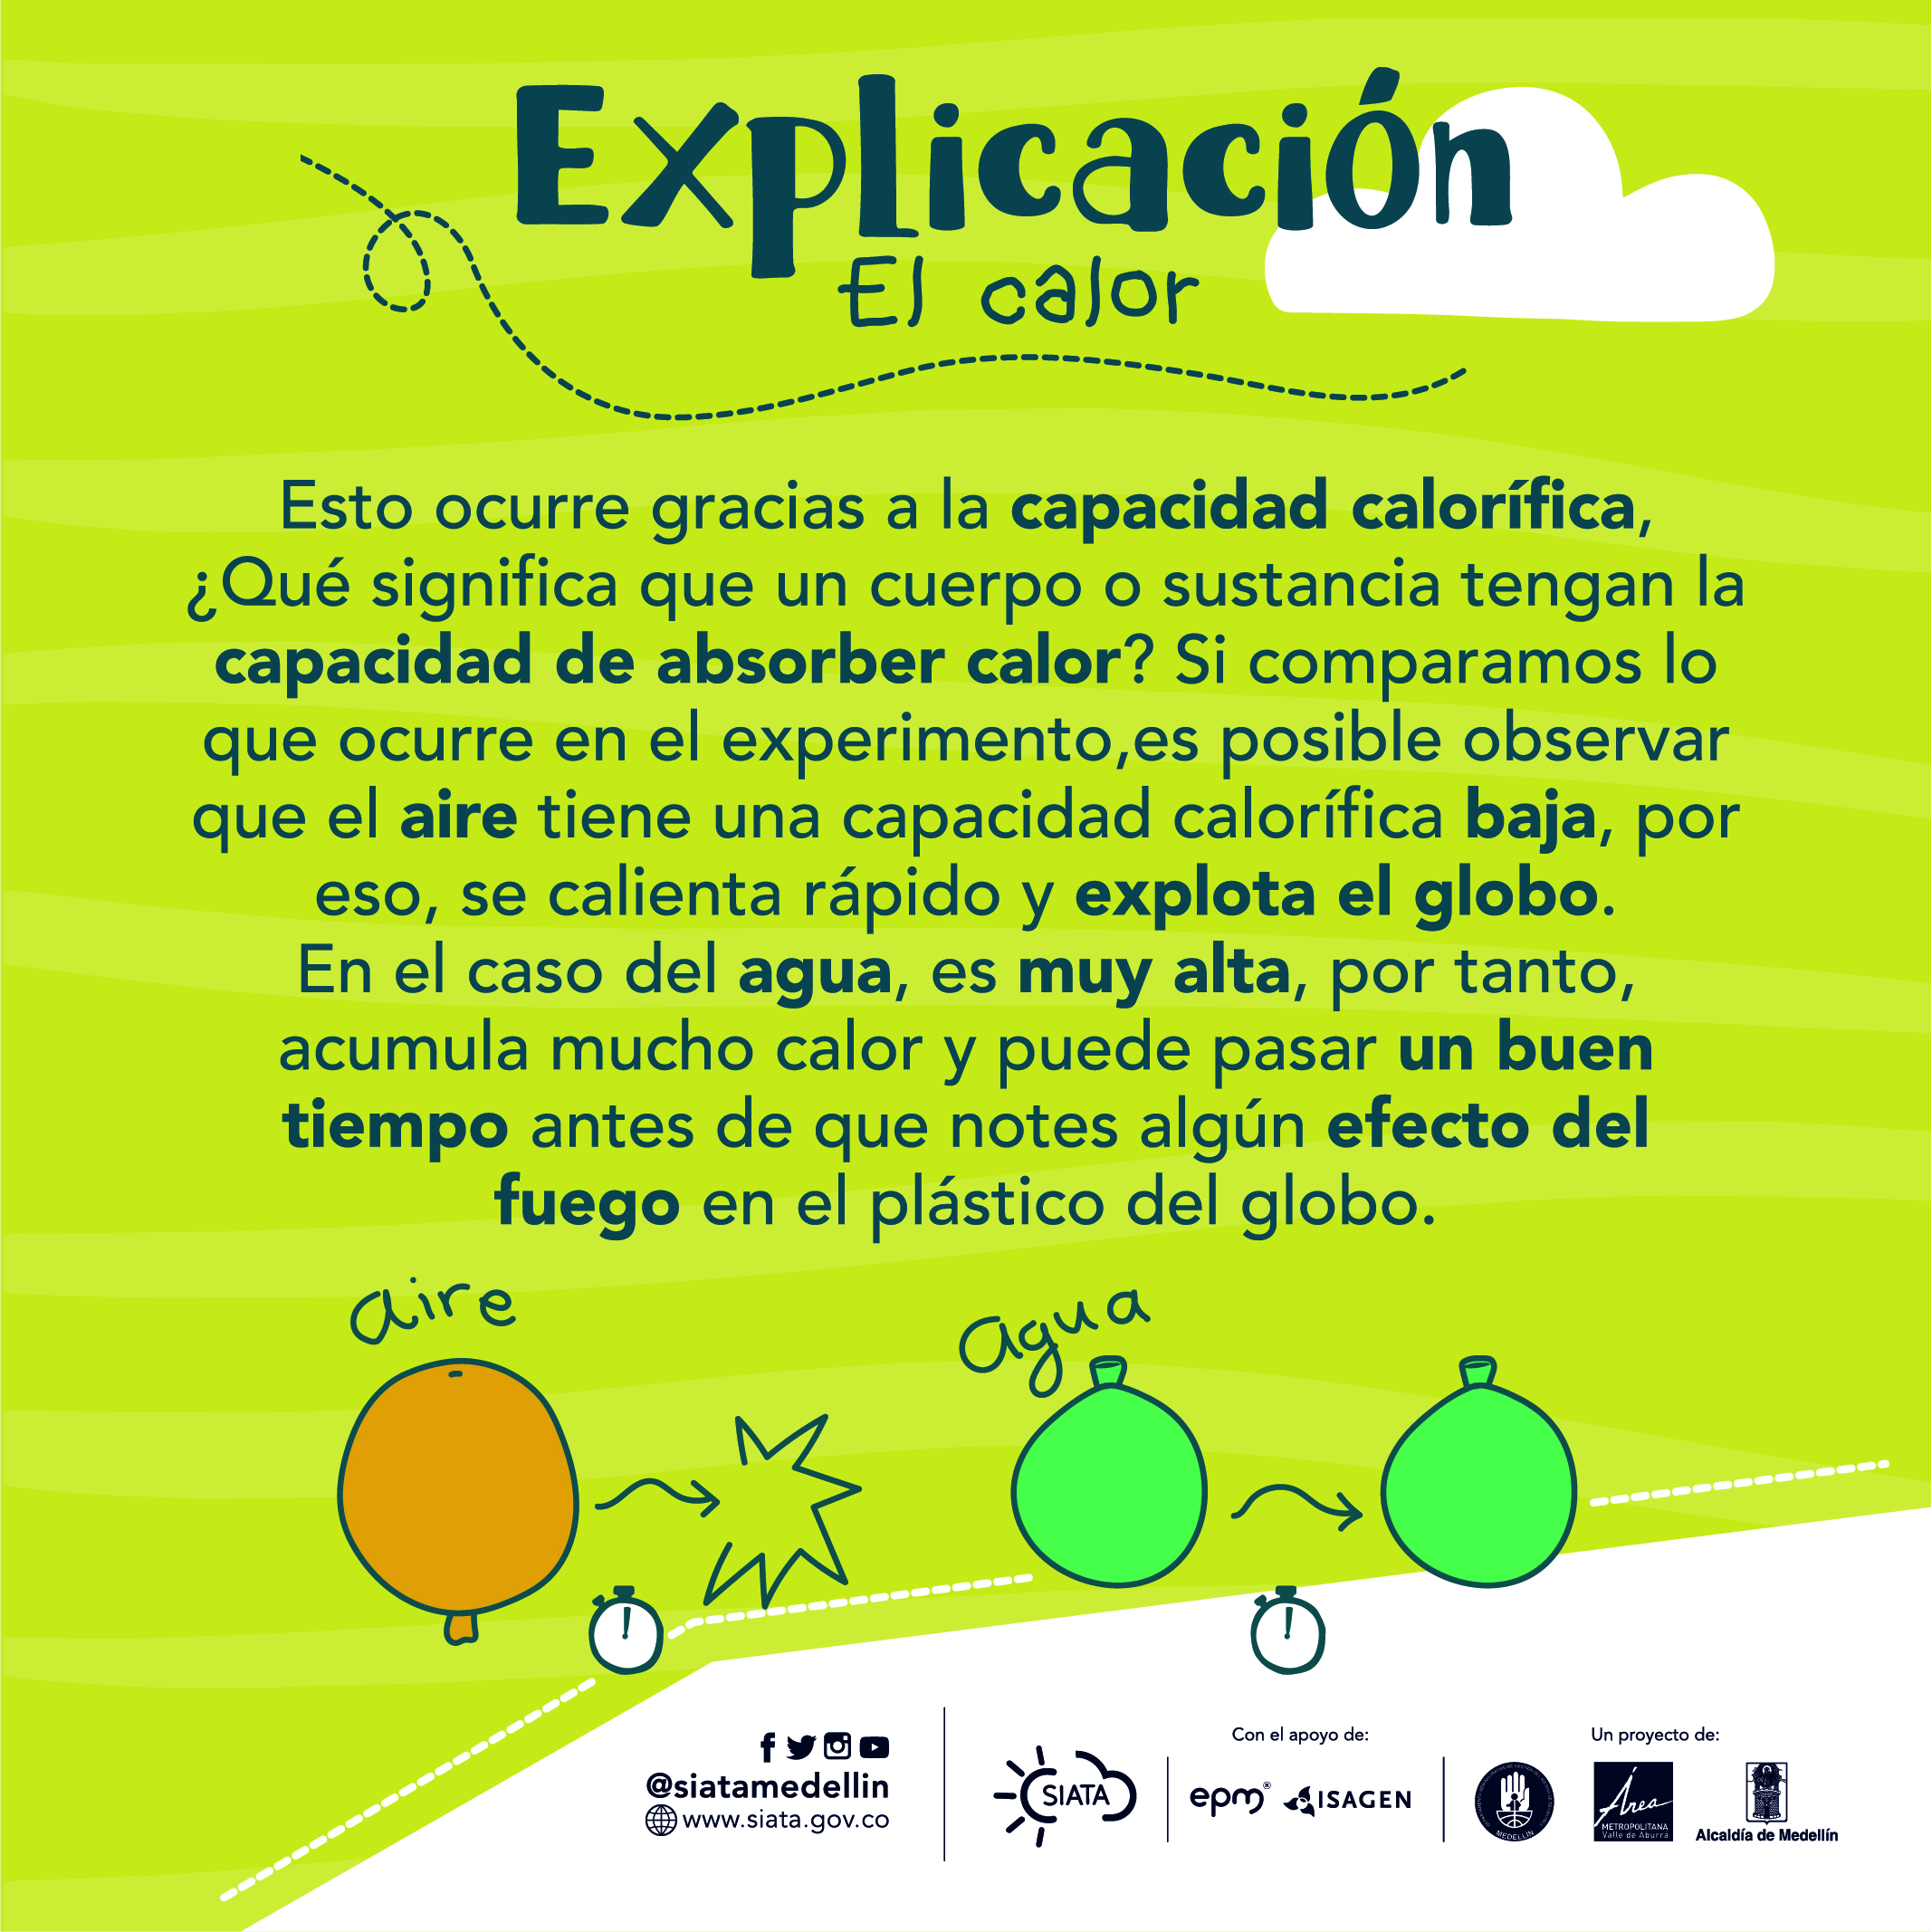 Explicación
El calor
Esto ocurre gracias a la capacidad calorífica,
¿Qué significa que un cuerpo o sustancia tengan la
capacidad de absorber calor? Si comparamos lo
que ocurre en el experimento,es posible observar
que el aire tiene una capacidad calorífica baja, por
eso, se calienta rápido y explota el globo.
En el caso del agua, es muy alta, por tanto,
acumula mucho calor y puede pasar un buen
tiempo antes de que notes algún efecto del
fuego en el plástico del globo.
aire
agua
@siatamedellin
www.siata.gov.co
SIATA
Con el apoyo de:
epm®
ISAGEN
Un proyecto de:
MEDELLÍN
Área
METROPOLITANA
Valle de Aburrá
Alcaldía de Medellín